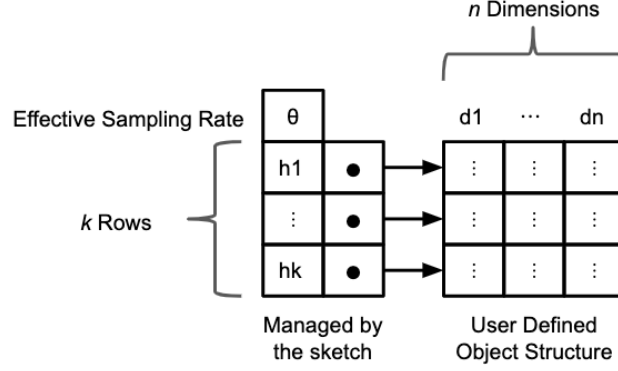 n Dimensions
Effective Sampling Rate θ d1 ⋯ dn
h1 ● ⋮ ⋮ ⋮
k Rows ⋮ ● ⋮ ⋮ ⋮
hk ● ⋮ ⋮ ⋮
Managed by User Defined
the sketch Object Structure